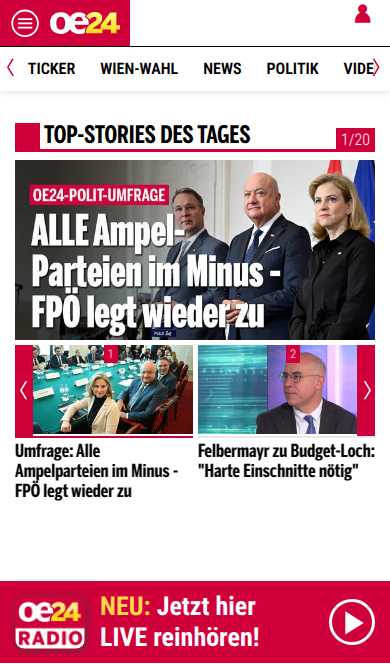 oe24
TICKER WIEN-WAHL NEWS POLITIK VIDE
TOP-STORIES DES TAGES
1/20
OE24-POLIT-UMFRAGE
ALLE Ampel-
Parteien im Minus -
FPÖ legt wieder zu
1
2
Umfrage: Alle
Ampelparteien im Minus -
FPÖ legt wieder zu
Felbermayr zu Budget-Loch:
"Harte Einschnitte nötig"
oe24
RADIO
NEU: Jetzt hier
LIVE reinhören!